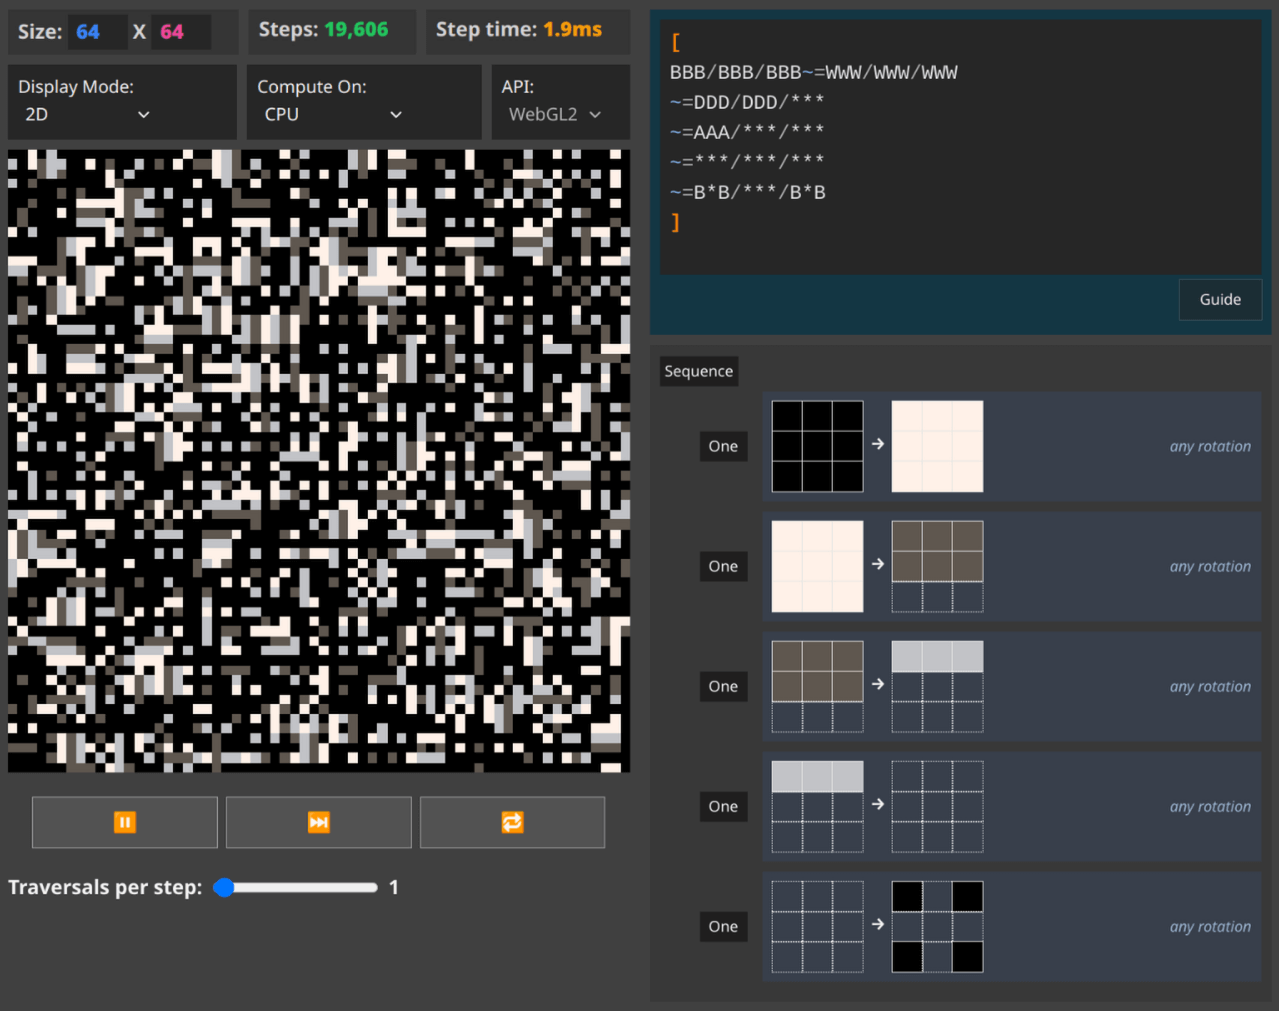 Size: 64 X 64
Steps: 19,606
Step time: 1.9ms
Display Mode:
2D
Compute On:
CPU
API:
WebGL2
Traversals per step: 1
[
BBB/BBB/BBB~=WWW/WWW/WWW
~=DDD/DDD/***
~=AAA/***/***
~=***/***/***
~=B*B/***/B*B
]
Guide
Sequence
One
any rotation
One
any rotation
One
any rotation
One
any rotation
One
any rotation